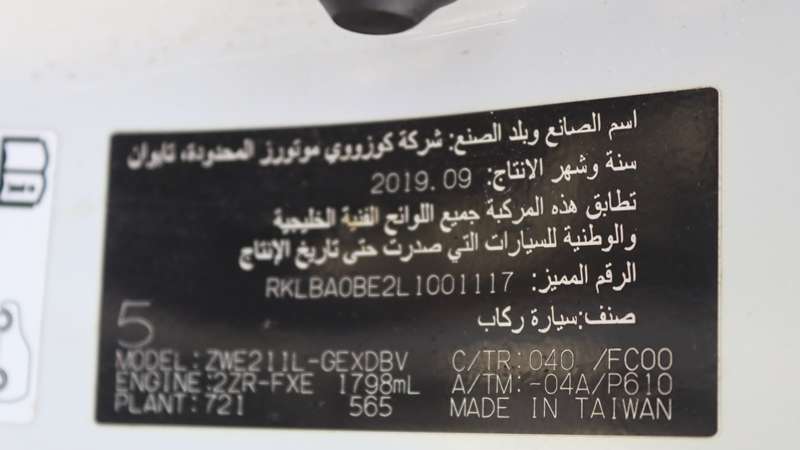 اسم الصانع وبلد الصنع: شركة كوزووي موتورز المحدودة، تايوان
سنة وشهر الانتاج: 2019.09
تطابق هذه المركبة جميع اللوائح الفنية الخليجية
والوطنية للسيارات التي صدرت حتى تاريخ الإنتاج
الرقم المميز: RKLBA0BE2L1001117
صنف:سيارة ركاب
5
MODEL:ZWE211L-GEXDBV C/TR:040 /FC00
ENGINE:2ZR-FXE 1798mL A/TM:-04A/P610
PLANT:721 565 MADE IN TAIWAN